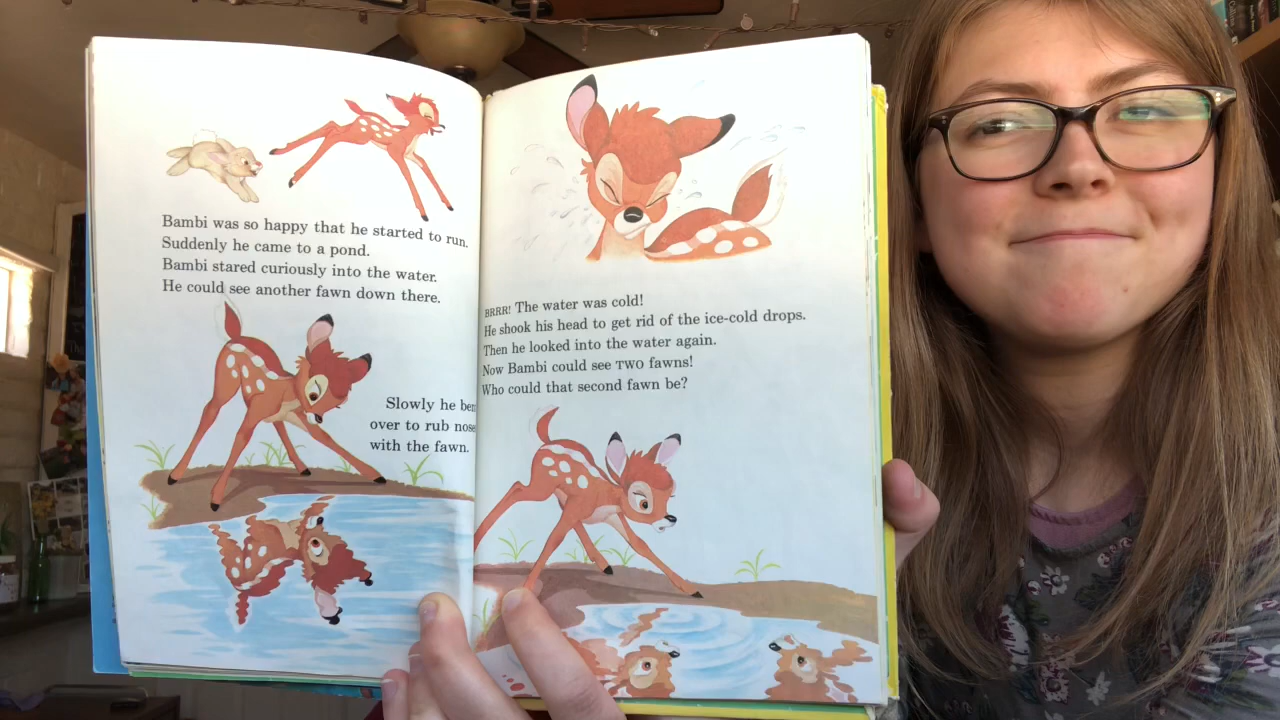 Bambi was so happy that he started to run.
Suddenly he came to a pond.
Bambi stared curiously into the water.
He could see another fawn down there.
Slowly he
over to rub nose
with the fawn.
BRRR! The water was cold!
He shook his head to get rid of the ice-cold drops.
Then he looked into the water again.
Now Bambi could see TWO fawns!
Who could that second fawn be?